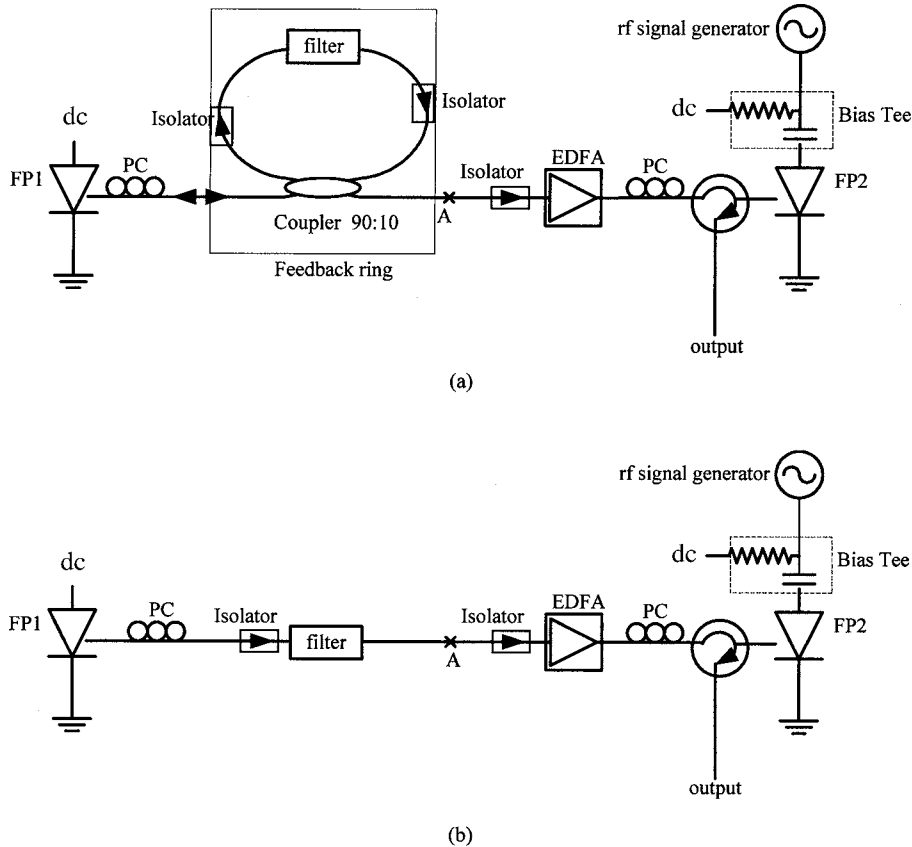 rf signal generator
filter
Isolator
Isolator
dc
Bias Tee
dc
PC
FP1
Isolator
EDFA
PC
FP2
A
Coupler 90:10
Feedback ring
output
(a)
rf signal generator
dc
Bias Tee
dc
PC
FP1
Isolator
filter
Isolator
EDFA
PC
FP2
A
output
(b)